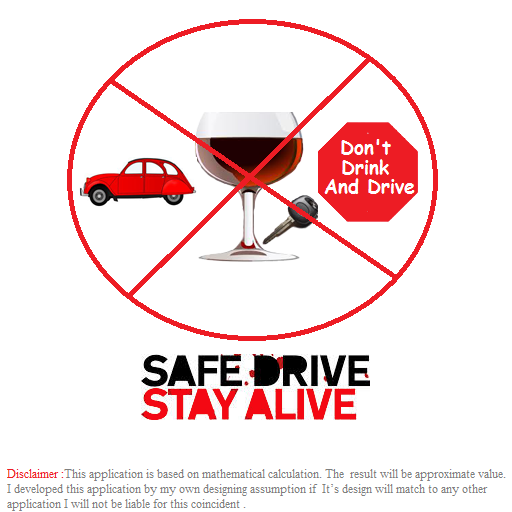 Don't
Drink
And Drive
SAFE DRIVE
STAY ALIVE
Disclaimer :This application is based on mathematical calculation. The result will be approximate value.
I developed this application by my own designing assumption if It's design will match to any other
application I will not be liable for this coincident .